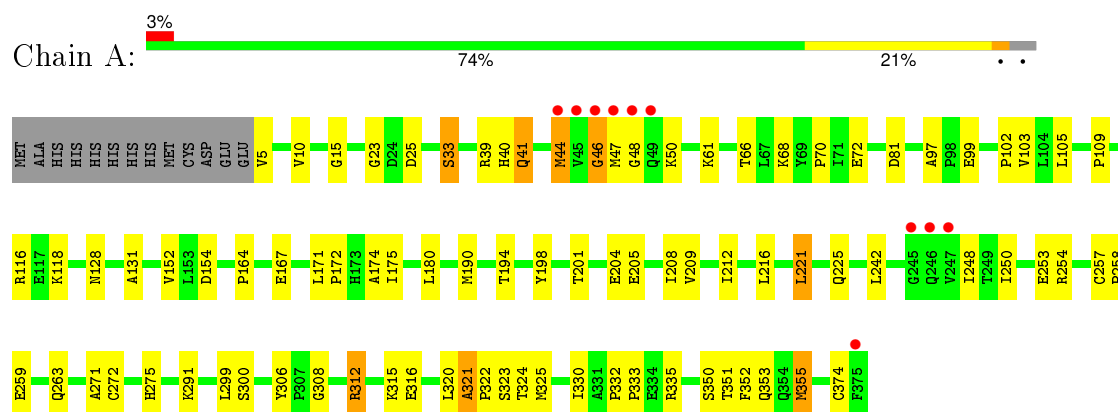 3%
Chain A:
74% 21% • •
MET ALA HIS HIS HIS HIS HIS HIS MET CYS ASP GLU GLU V5 V10 G15 G23 D24 D25 S33 R39 H40 Q41 M44 V45 G46 M47 G48 Q49 K50 K61 T66 L67 K68 Y69 P70 I71 E72 D81 A97 P98 E99 P102 V103 L104 L105 P109
R116 E117 K118 N128 A131 V152 L153 D154 P164 E167 L171 P172 H173 A174 I175 L180 M190 T194 Y198 T201 E204 E205 I208 V209 I212 L216 L221 Q225 L242 G245 Q246 V247 I248 T249 I250 E253 R254 C257 P258
E259 Q263 A271 C272 H275 K291 L299 S300 Y306 P307 G308 R312 K315 E316 L320 A321 P322 S323 T324 M325 I330 A331 P332 P333 E334 R335 S350 T351 F352 Q353 Q354 M355 C374 F375